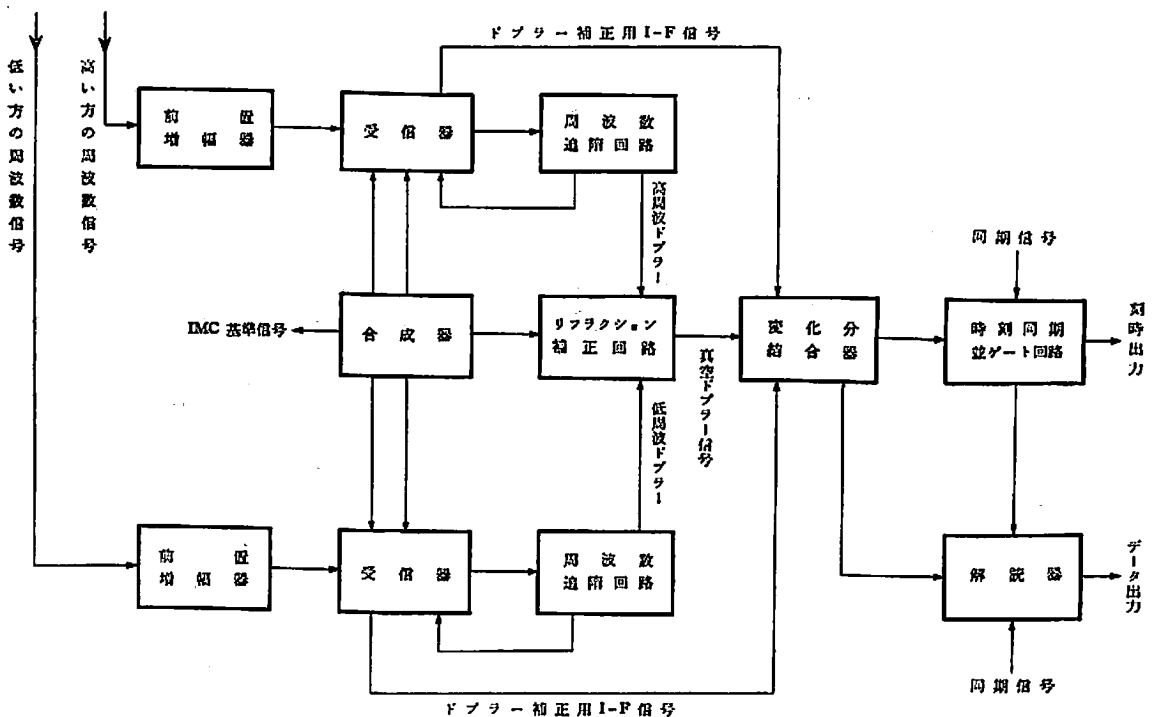 ドプラー補正用I-F信号
低い方の周波数信号
高い方の周波数信号
前置
増幅器
受信器
周波数
追随回路
高周波ドプラー
同期信号
IMC基準信号
合成器
リフラクション
補正回路
真空ドプラー信号
変化分
結合器
時刻同期
並ゲート回路
刻時出力
低周波ドプラー
前置
増幅器
受信器
周波数
追随回路
解読器
データ出力
同期信号
ドプラー補正用I-F信号